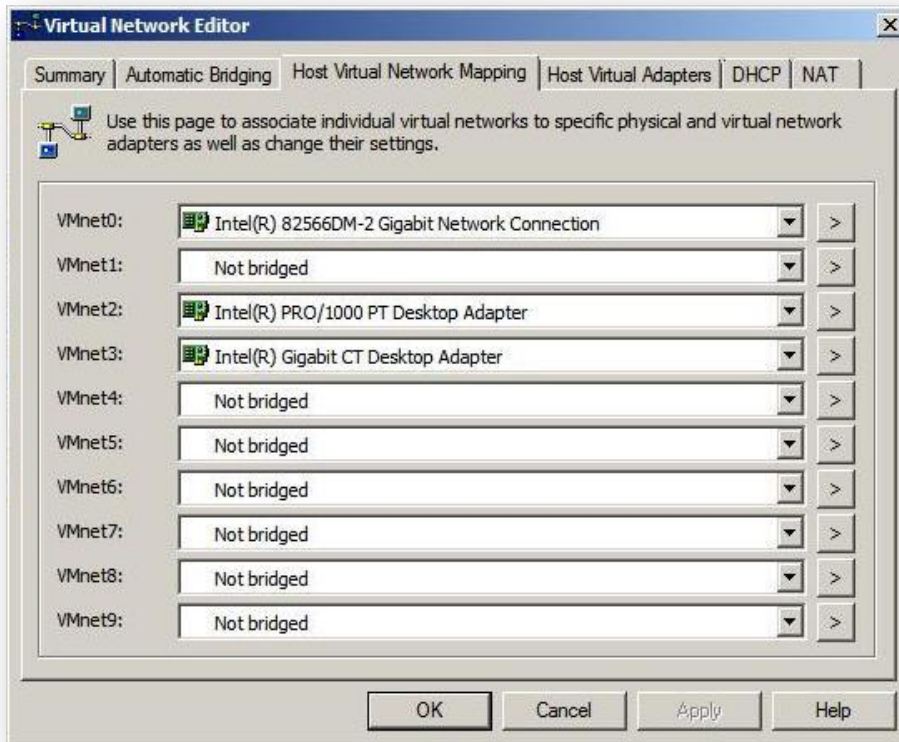 Virtual Network Editor
Summary Automatic Bridging Host Virtual Network Mapping Host Virtual Adapters DHCP NAT
Use this page to associate individual virtual networks to specific physical and virtual network
adapters as well as change their settings.
VMnet0: Intel(R) 82566DM-2 Gigabit Network Connection >
VMnet1: Not bridged >
VMnet2: Intel(R) PRO/1000 PT Desktop Adapter >
VMnet3: Intel(R) Gigabit CT Desktop Adapter >
VMnet4: Not bridged >
VMnet5: Not bridged >
VMnet6: Not bridged >
VMnet7: Not bridged >
VMnet8: Not bridged >
VMnet9: Not bridged >
OK Cancel Apply Help